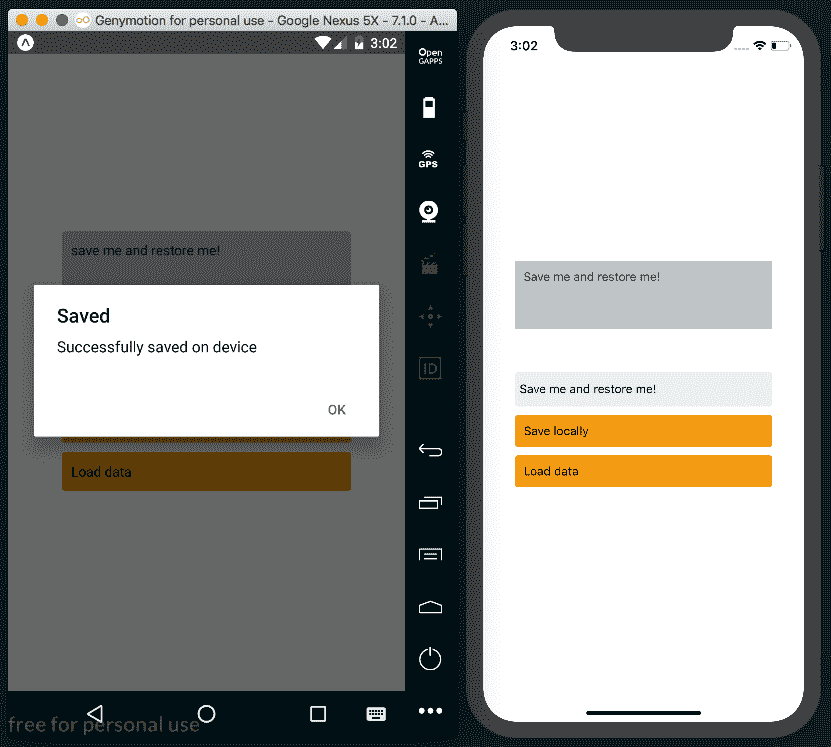 Genymotion for personal use - Google Nexus 5X - 7.1.0 - A...
3:02
Open
GAPPS
GPS
ID
save me and restore me!
Saved
Successfully saved on device
OK
Load data
free for personal use
3:02
Save me and restore me!
Save me and restore me!
Save locally
Load data